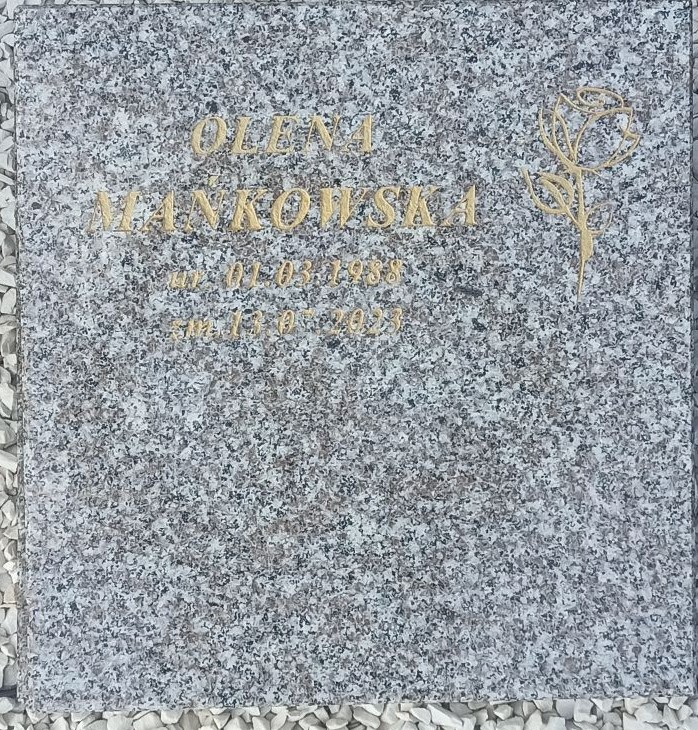 OLENA
MAŃKOWSKA
ur. 01.03.1988
zm. 13.07.2023